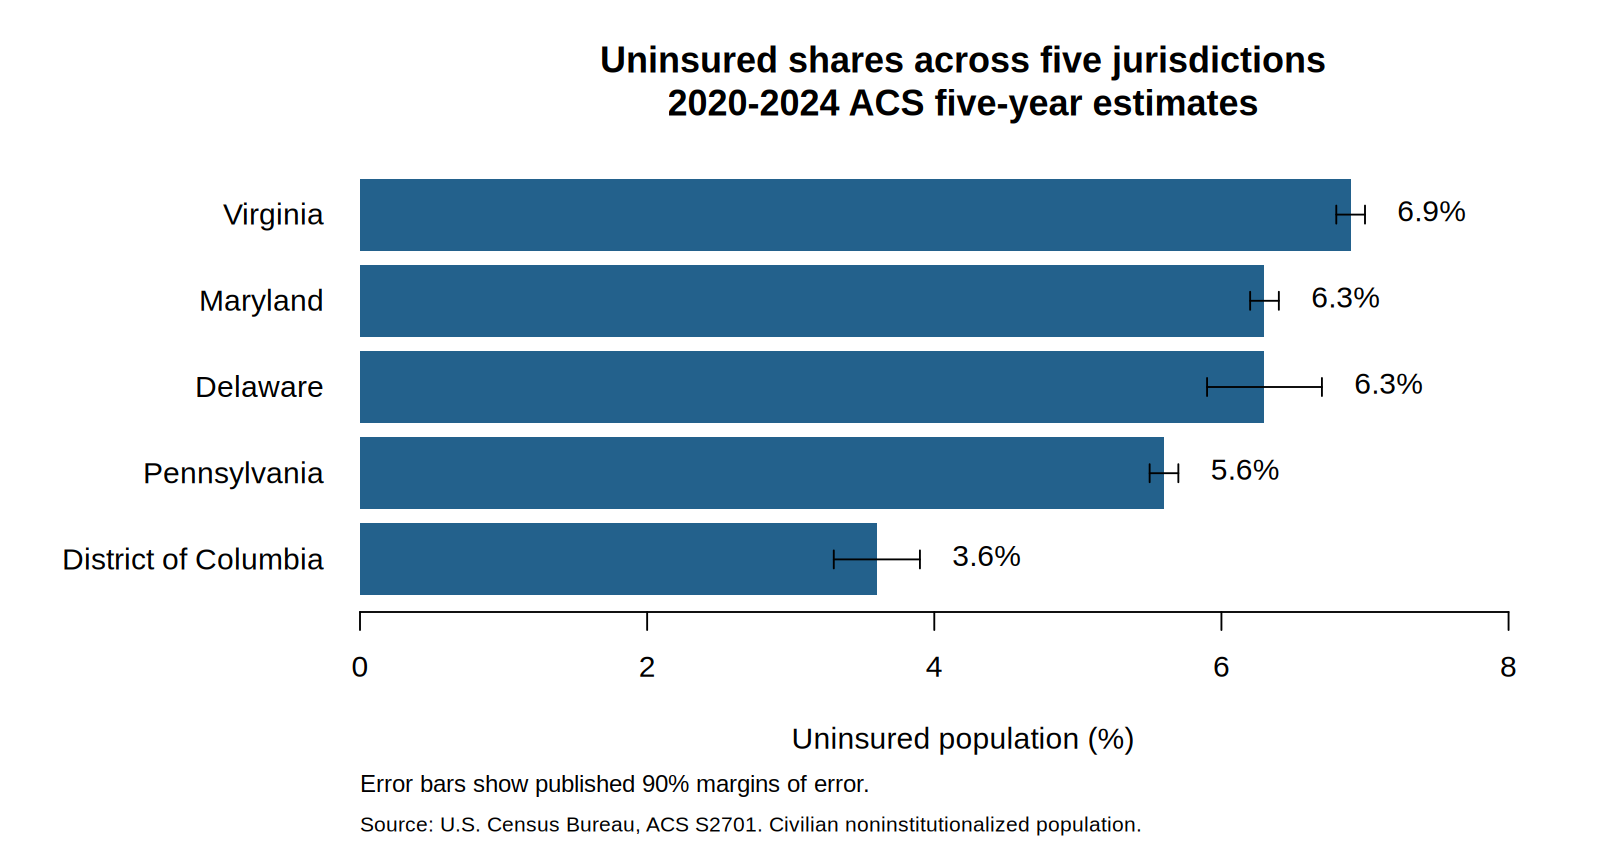 Uninsured shares across five jurisdictions
2020-2024 ACS five-year estimates
Virginia 6.9%
Maryland 6.3%
Delaware 6.3%
Pennsylvania 5.6%
District of Columbia 3.6%
0 2 4 6 8
Uninsured population (%)
Error bars show published 90% margins of error.
Source: U.S. Census Bureau, ACS S2701. Civilian noninstitutionalized population.